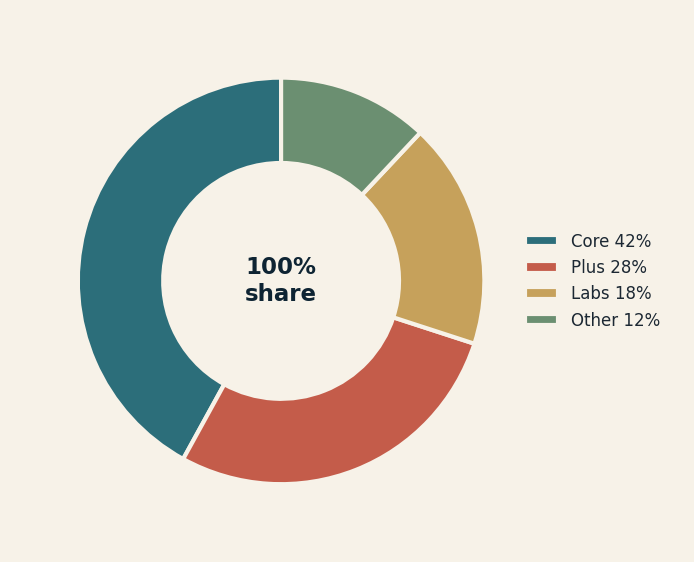 100%
share
Core 42%
Plus 28%
Labs 18%
Other 12%